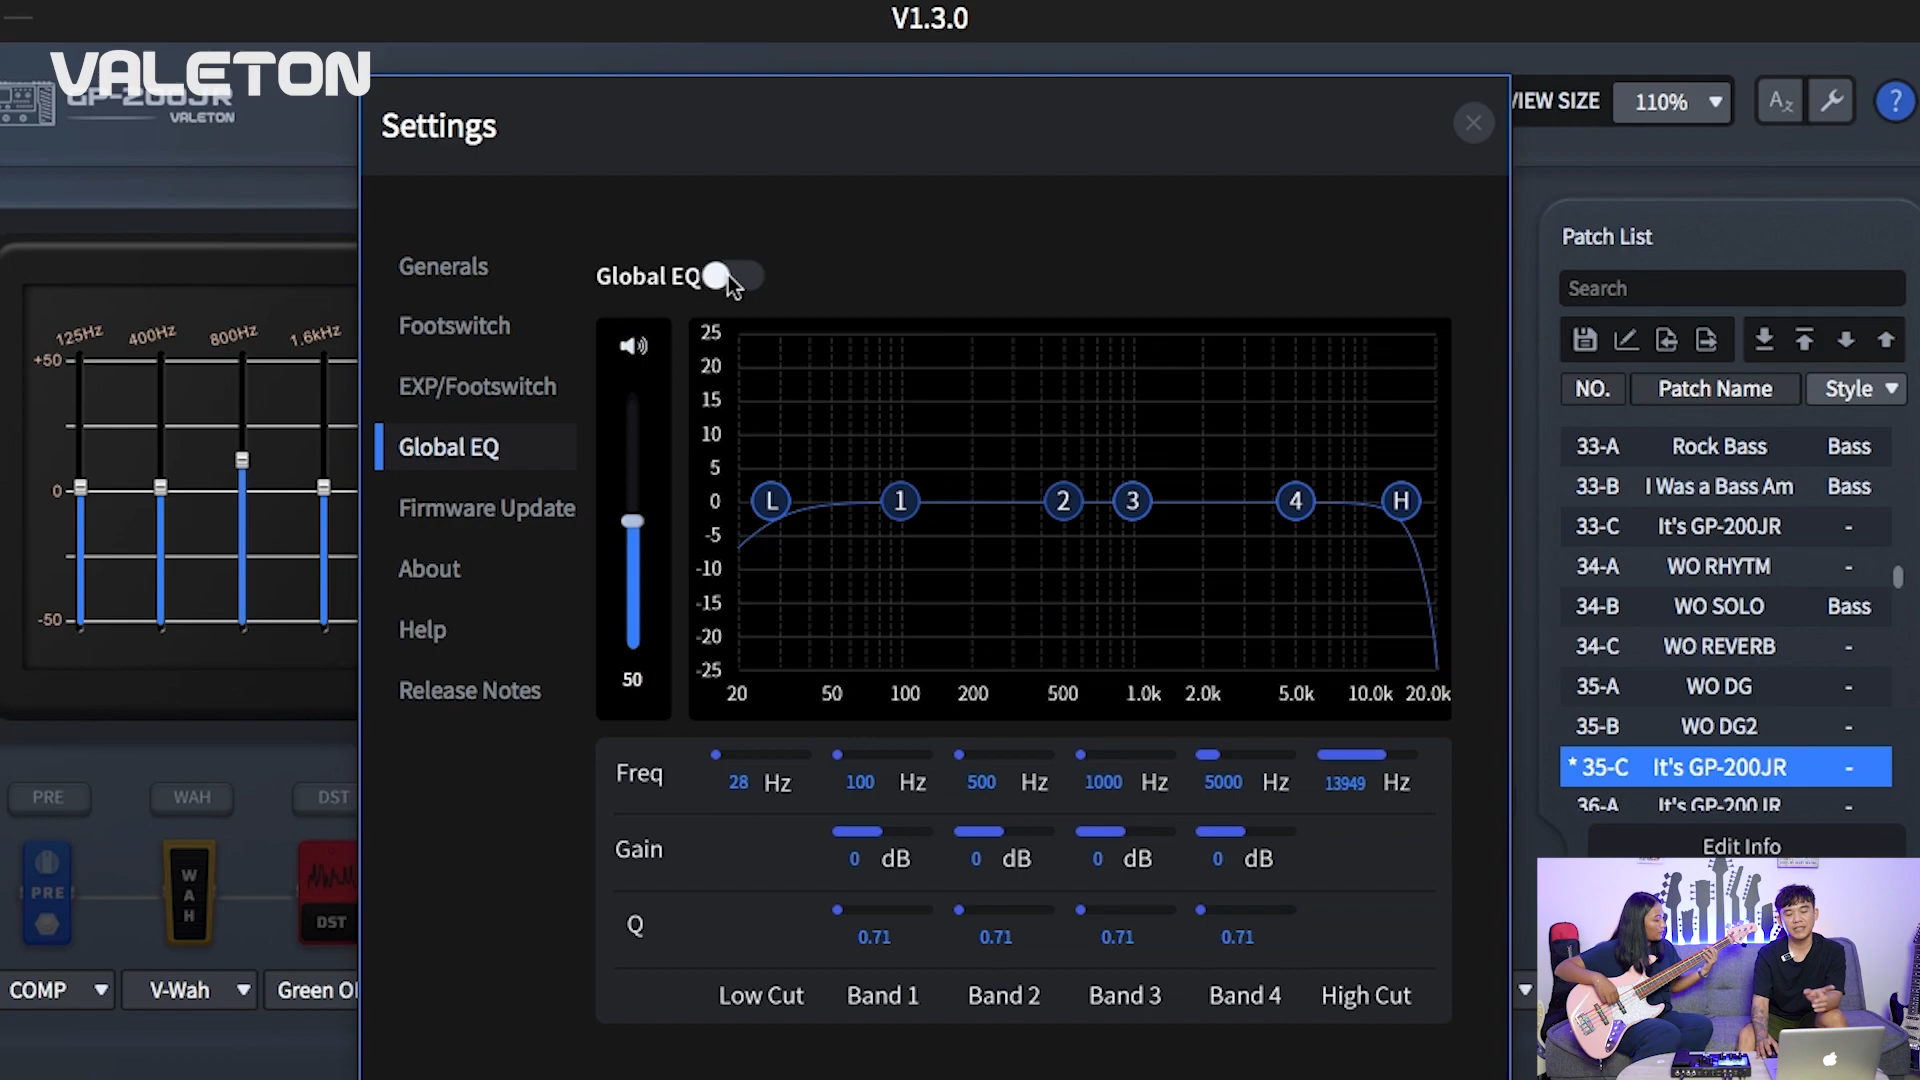 V1.3.0
VALETON
GP-200JR
VALETON
VIEW SIZE
110%
Settings
Generals
Footswitch
EXP/Footswitch
Global EQ
Firmware Update
About
Help
Release Notes
Global EQ
50
25
20
15
10
5
0
-5
-10
-15
-20
-25
L
1
2
3
4
H
20 50 100 200 500 1.0k 2.0k 5.0k 10.0k 20.0k
Freq 28 Hz 100 Hz 500 Hz 1000 Hz 5000 Hz 13949 Hz
Gain 0 dB 0 dB 0 dB 0 dB
Q 0.71 0.71 0.71 0.71
Low Cut Band 1 Band 2 Band 3 Band 4 High Cut
125Hz 400Hz 800Hz 1.6kHz
+50
0
-50
PRE WAH DST
PRE
WAH
DST
COMP V-Wah Green O
Patch List
Search
NO. Patch Name Style
33-A Rock Bass Bass
33-B I Was a Bass Am Bass
33-C It's GP-200JR -
34-A WO RHYTM -
34-B WO SOLO Bass
34-C WO REVERB -
35-A WO DG -
35-B WO DG2 -
* 35-C It's GP-200JR -
36-A It's GP-200JR -
Edit Info